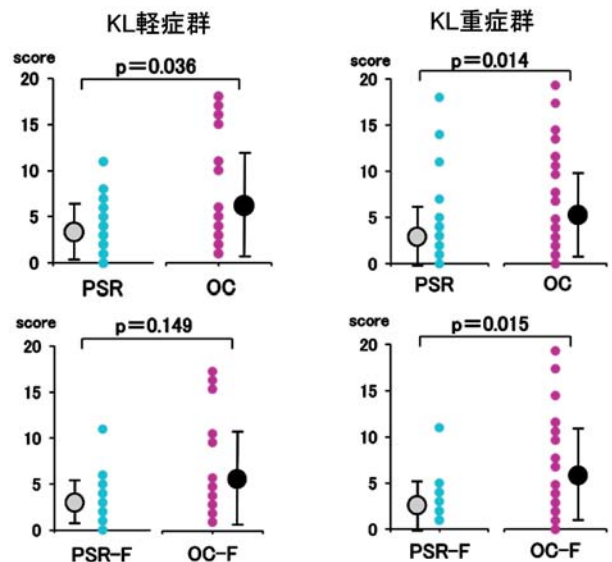 KL軽症群
score
p=0.036
20
15
10
5
0
PSR
OC
KL重症群
score
p=0.014
20
15
10
5
0
PSR
OC
score
p=0.149
20
15
10
5
0
PSR-F
OC-F
score
p=0.015
20
15
10
5
0
PSR-F
OC-F